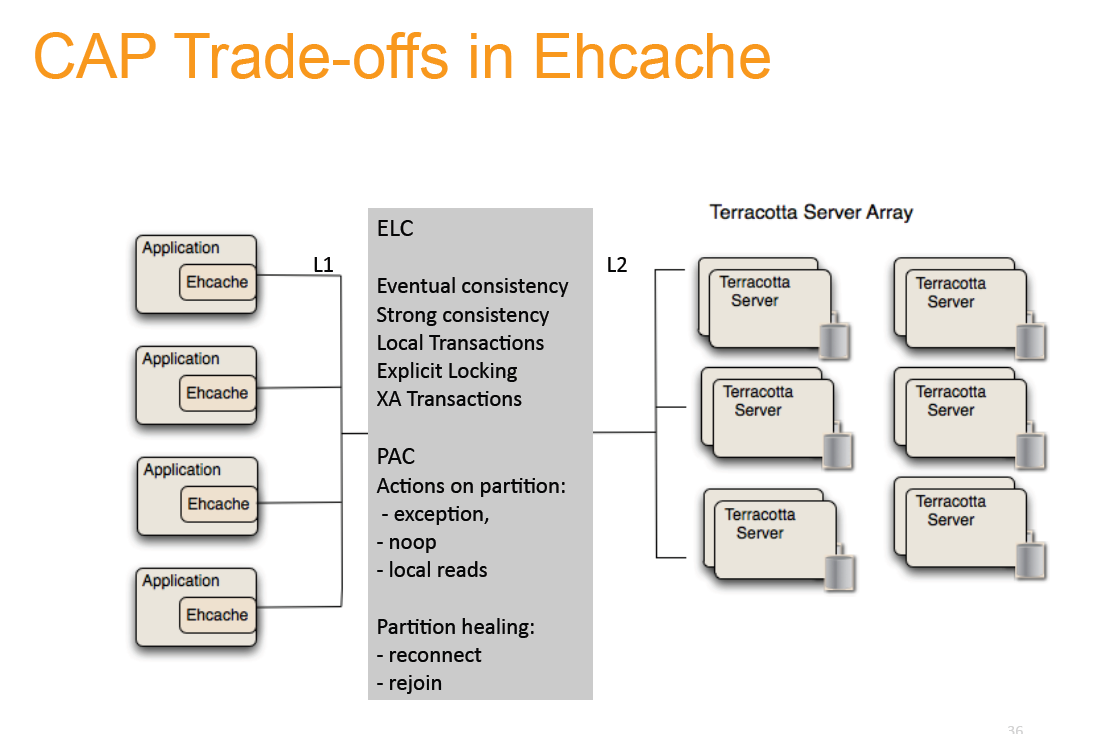 CAP Trade-offs in Ehcache
Application
Ehcache
Application
Ehcache
Application
Ehcache
Application
Ehcache
L1
ELC
Eventual consistency
Strong consistency
Local Transactions
Explicit Locking
XA Transactions
PAC
Actions on partition:
- exception,
- noop
- local reads
Partition healing:
- reconnect
- rejoin
L2
Terracotta Server Array
Terracotta
Server
Terracotta
Server
Terracotta
Server
Terracotta
Server
Terracotta
Server
Terracotta
Server
36